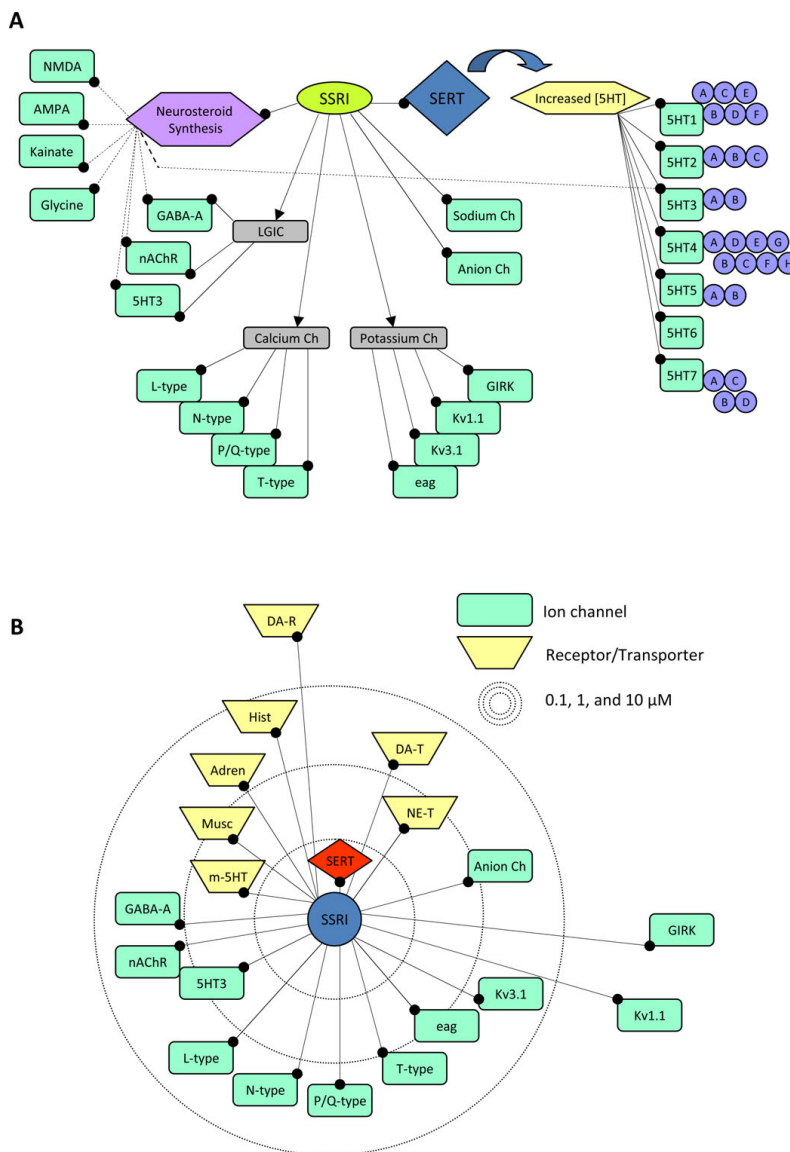 A
NMDA
AMPA
Kainate
Glycine
Neurosteroid
Synthesis
SSRI
SERT
Increased [5HT]
5HT1
A C E
B D F
5HT2
A B C
5HT3
A B
5HT4
A D E G
B C F H
5HT5
A B
5HT6
5HT7
A C
B D
GABA-A
nAChR
5HT3
LGIC
Sodium Ch
Anion Ch
Calcium Ch
Potassium Ch
L-type
N-type
P/Q-type
T-type
GIRK
Kv1.1
Kv3.1
eag
B
Ion channel
Receptor/Transporter
0.1, 1, and 10 μM
DA-R
Hist
DA-T
Adren
NE-T
Musc
SERT
m-5HT
Anion Ch
GABA-A
SSRI
GIRK
nAChR
5HT3
Kv3.1
Kv1.1
eag
L-type
T-type
N-type
P/Q-type